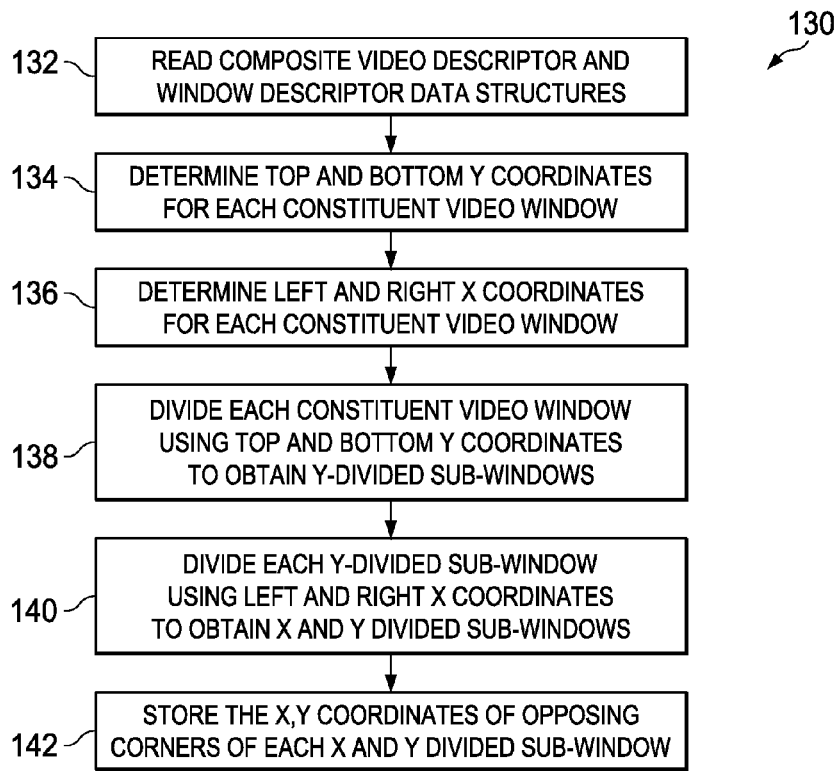 130
132
READ COMPOSITE VIDEO DESCRIPTOR AND
WINDOW DESCRIPTOR DATA STRUCTURES
134
DETERMINE TOP AND BOTTOM Y COORDINATES
FOR EACH CONSTITUENT VIDEO WINDOW
136
DETERMINE LEFT AND RIGHT X COORDINATES
FOR EACH CONSTITUENT VIDEO WINDOW
138
DIVIDE EACH CONSTITUENT VIDEO WINDOW
USING TOP AND BOTTOM Y COORDINATES
TO OBTAIN Y-DIVIDED SUB-WINDOWS
140
DIVIDE EACH Y-DIVIDED SUB-WINDOW
USING LEFT AND RIGHT X COORDINATES
TO OBTAIN X AND Y DIVIDED SUB-WINDOWS
142
STORE THE X,Y COORDINATES OF OPPOSING
CORNERS OF EACH X AND Y DIVIDED SUB-WINDOW